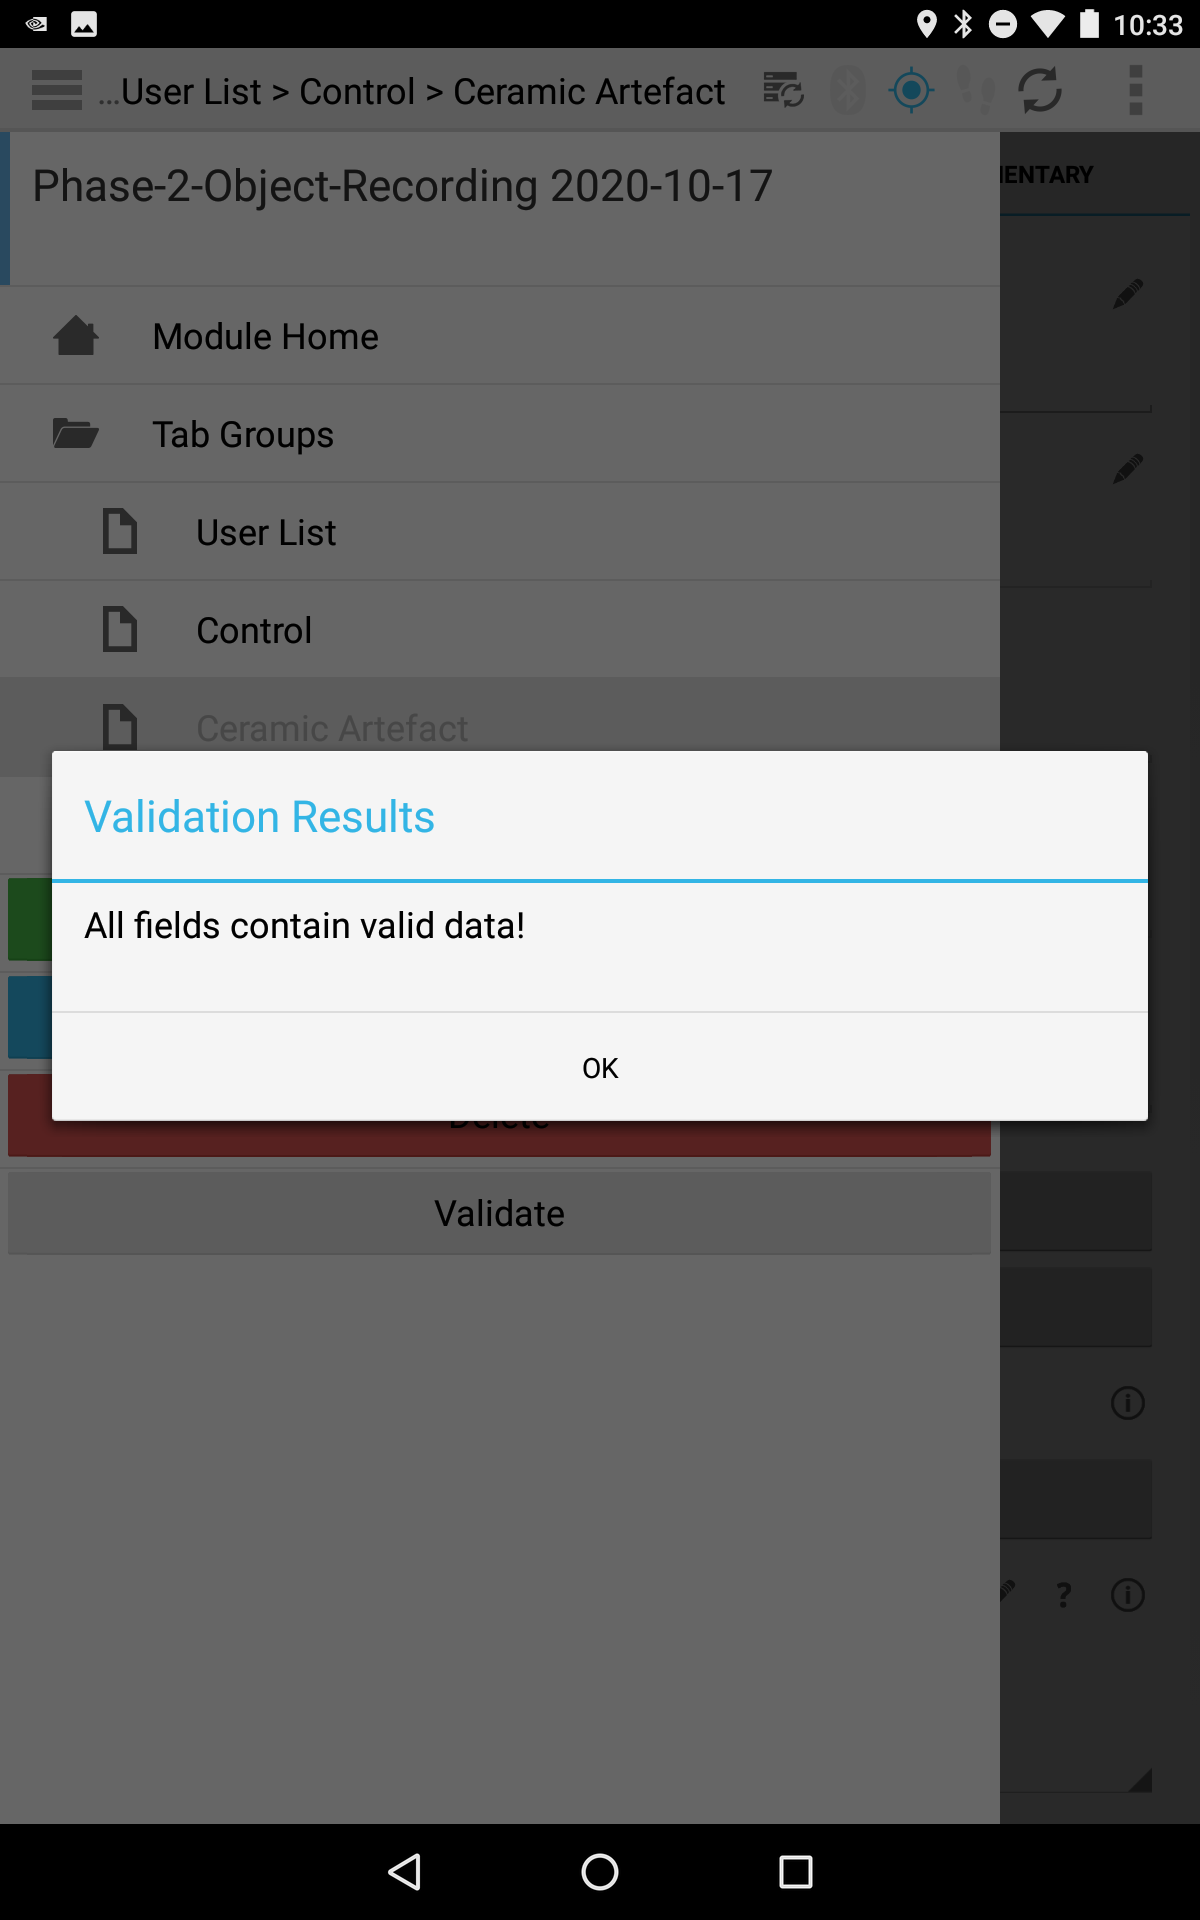 10:33
...User List > Control > Ceramic Artefact
Phase-2-Object-Recording 2020-10-17
Module Home
Tab Groups
User List
Control
Ceramic Artefact
Validation Results
All fields contain valid data!
OK
Delete
Validate